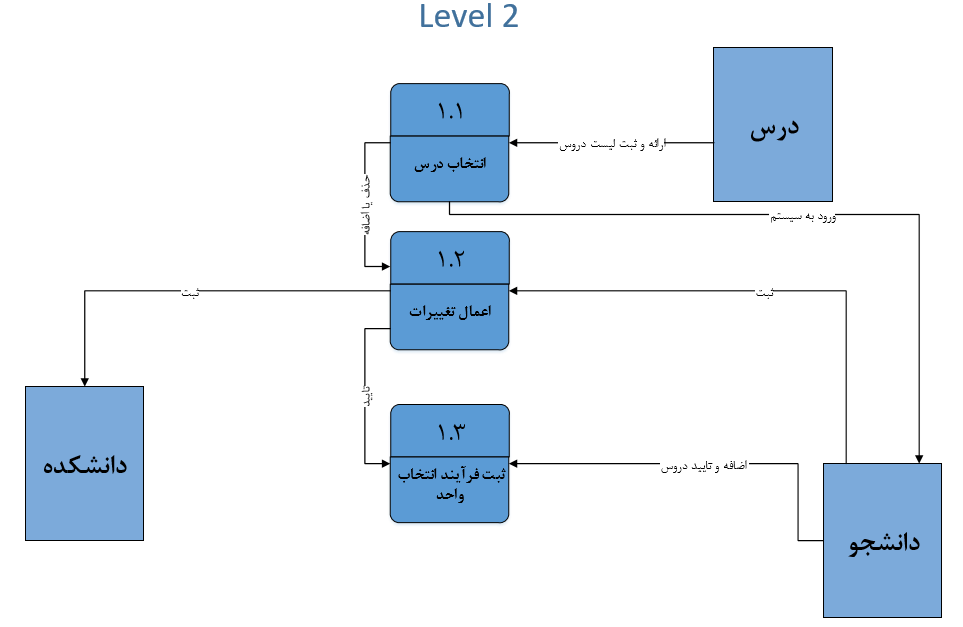 Level 2
درس
۱.۱
انتخاب درس
ارائه و ثبت لیست دروس
حذف یا اضافه
ورود به سیستم
۱.۲
اعمال تغییرات
ثبت
ثبت
تایید
۱.۳
ثبت فرآیند انتخاب
واحد
اضافه و تایید دروس
دانشکده
دانشجو